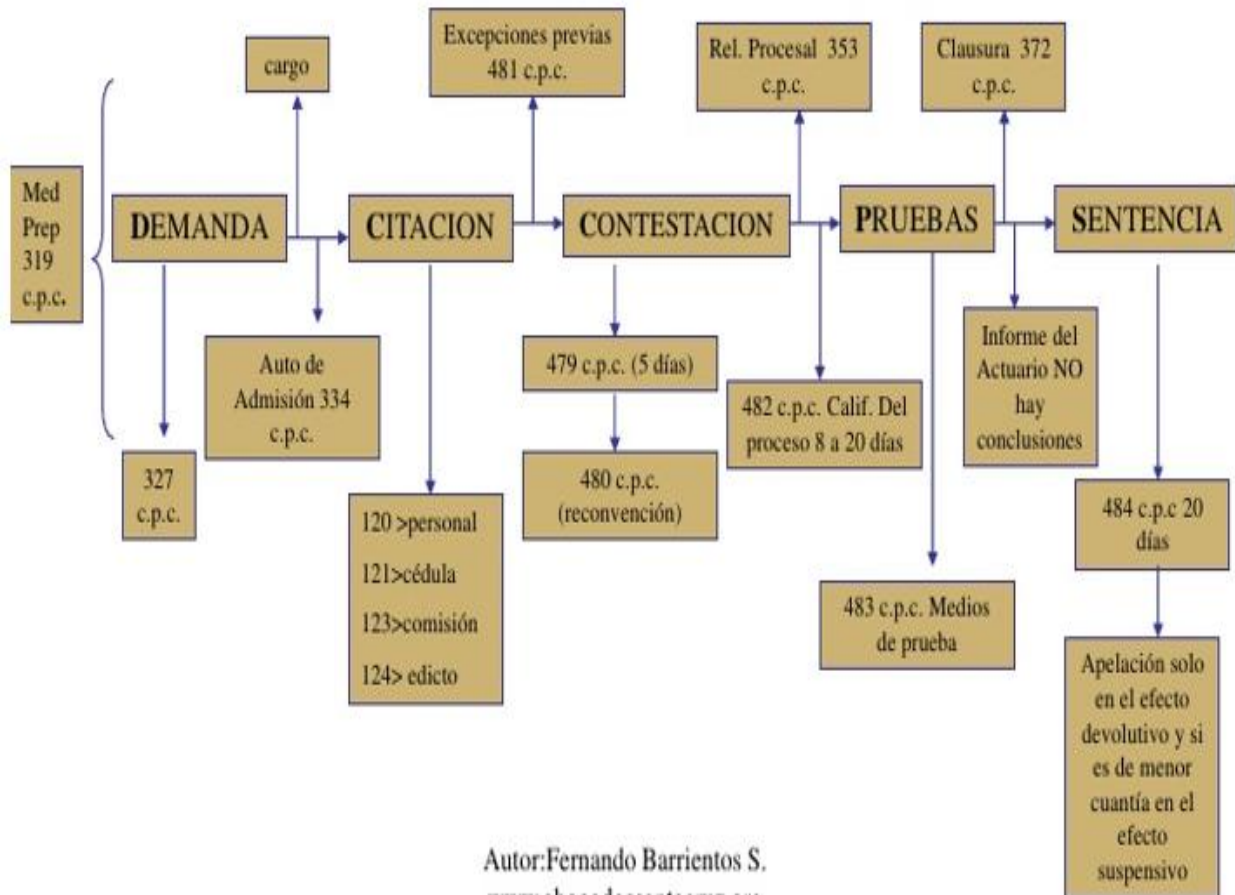 cargo
Excepciones previas
481 c.p.c.
Rel. Procesal 353
c.p.c.
Clausura 372
c.p.c.
Med
Prep
319
c.p.c.
DEMANDA
CITACION
CONTESTACION
PRUEBAS
SENTENCIA
Auto de
Admisión 334
c.p.c.
327
c.p.c.
120 >personal
121>cédula
123>comisión
124> edicto
479 c.p.c. (5 días)
480 c.p.c.
(reconvención)
482 c.p.c. Calif. Del
proceso 8 a 20 días
483 c.p.c. Medios
de prueba
Informe del
Actuario NO
hay
conclusiones
484 c.p.c 20
días
Apelación solo
en el efecto
devolutivo y si
es de menor
cuantía en el
efecto
suspensivo
Autor:Fernando Barrientos S.